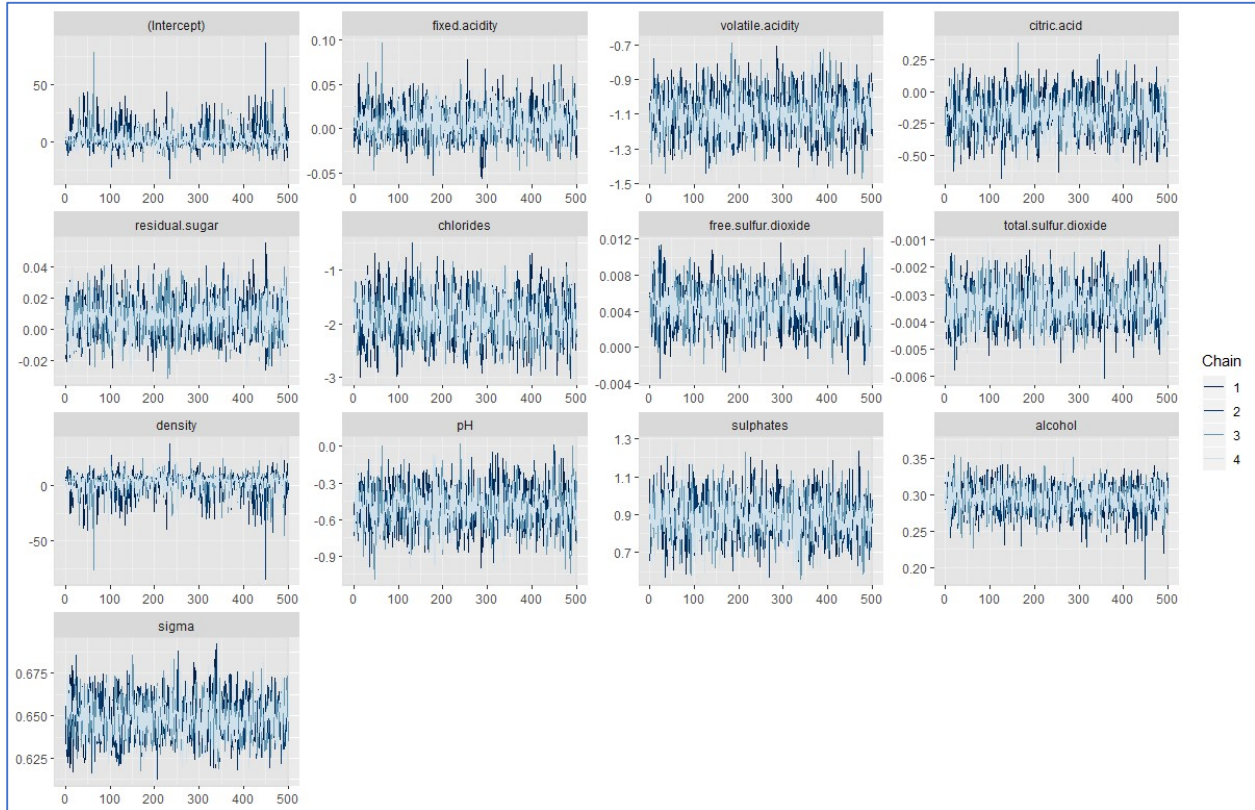 (Intercept)
fixed.acidity
volatile.acidity
citric.acid
50
0
0.10
0.05
0.00
-0.05
-0.7
-0.9
-1.1
-1.3
-1.5
0.25
0.00
-0.25
-0.50
0 100 200 300 400 500
0 100 200 300 400 500
0 100 200 300 400 500
0 100 200 300 400 500
residual.sugar
chlorides
free.sulfur.dioxide
total.sulfur.dioxide
0.04
0.02
0.00
-0.02
-1
-2
-3
0.012
0.008
0.004
0.000
-0.004
-0.001
-0.002
-0.003
-0.004
-0.005
-0.006
0 100 200 300 400 500
0 100 200 300 400 500
0 100 200 300 400 500
0 100 200 300 400 500
density
pH
sulphates
alcohol
0
-50
0.0
-0.3
-0.6
-0.9
1.3
1.1
0.9
0.7
0.35
0.30
0.25
0.20
0 100 200 300 400 500
0 100 200 300 400 500
0 100 200 300 400 500
0 100 200 300 400 500
sigma
0.675
0.650
0.625
0 100 200 300 400 500
Chain
1
2
3
4